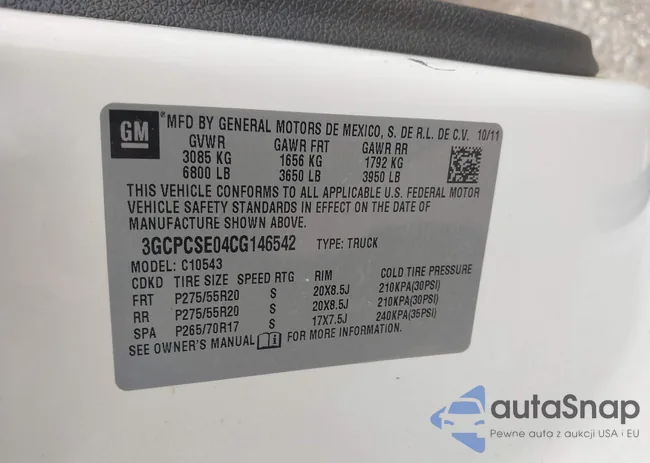 GM ® MFD BY GENERAL MOTORS DE MEXICO, S. DE R.L. DE C.V. 10/11
GVWR GAWR FRT GAWR RR
3085 KG 1656 KG 1792 KG
6800 LB 3650 LB 3950 LB
THIS VEHICLE CONFORMS TO ALL APPLICABLE U.S. FEDERAL MOTOR
VEHICLE SAFETY STANDARDS IN EFFECT ON THE DATE OF
MANUFACTURE SHOWN ABOVE.
3GCPCSE04CG146542 TYPE: TRUCK
MODEL: C10543
CDKD TIRE SIZE SPEED RTG RIM COLD TIRE PRESSURE
FRT P275/55R20 S 20X8.5J 210KPA(30PSI)
RR P275/55R20 S 20X8.5J 210KPA(30PSI)
SPA P265/70R17 S 17X7.5J 240KPA(35PSI)
SEE OWNER'S MANUAL i FOR MORE INFORMATION.
autaSnap
Pewne auta z aukcji USA i EU